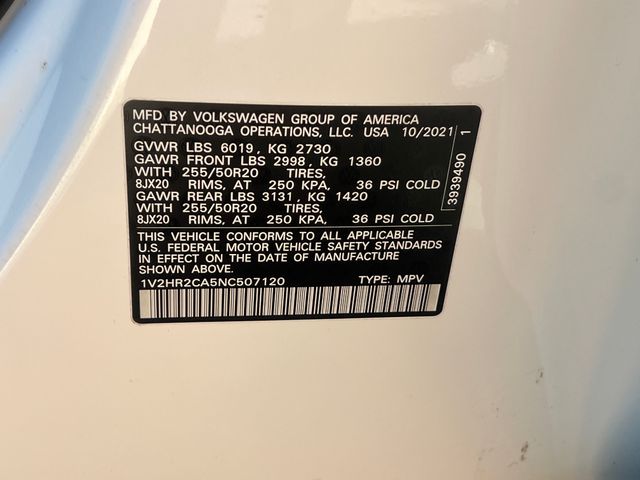 MFD BY VOLKSWAGEN GROUP OF AMERICA
CHATTANOOGA OPERATIONS, LLC. USA 10/2021
GVWR LBS 6019, KG 2730
GAWR FRONT LBS 2998, KG 1360
WITH 255/50R20 TIRES,
8JX20 RIMS, AT 250 KPA, 36 PSI COLD
GAWR REAR LBS 3131, KG 1420
WITH 255/50R20 TIRES,
8JX20 RIMS, AT 250 KPA, 36 PSI COLD
THIS VEHICLE CONFORMS TO ALL APPLICABLE
U.S. FEDERAL MOTOR VEHICLE SAFETY STANDARDS
IN EFFECT ON THE DATE OF MANUFACTURE
SHOWN ABOVE.
1V2HR2CA5NC507120 TYPE: MPV
3939490 1